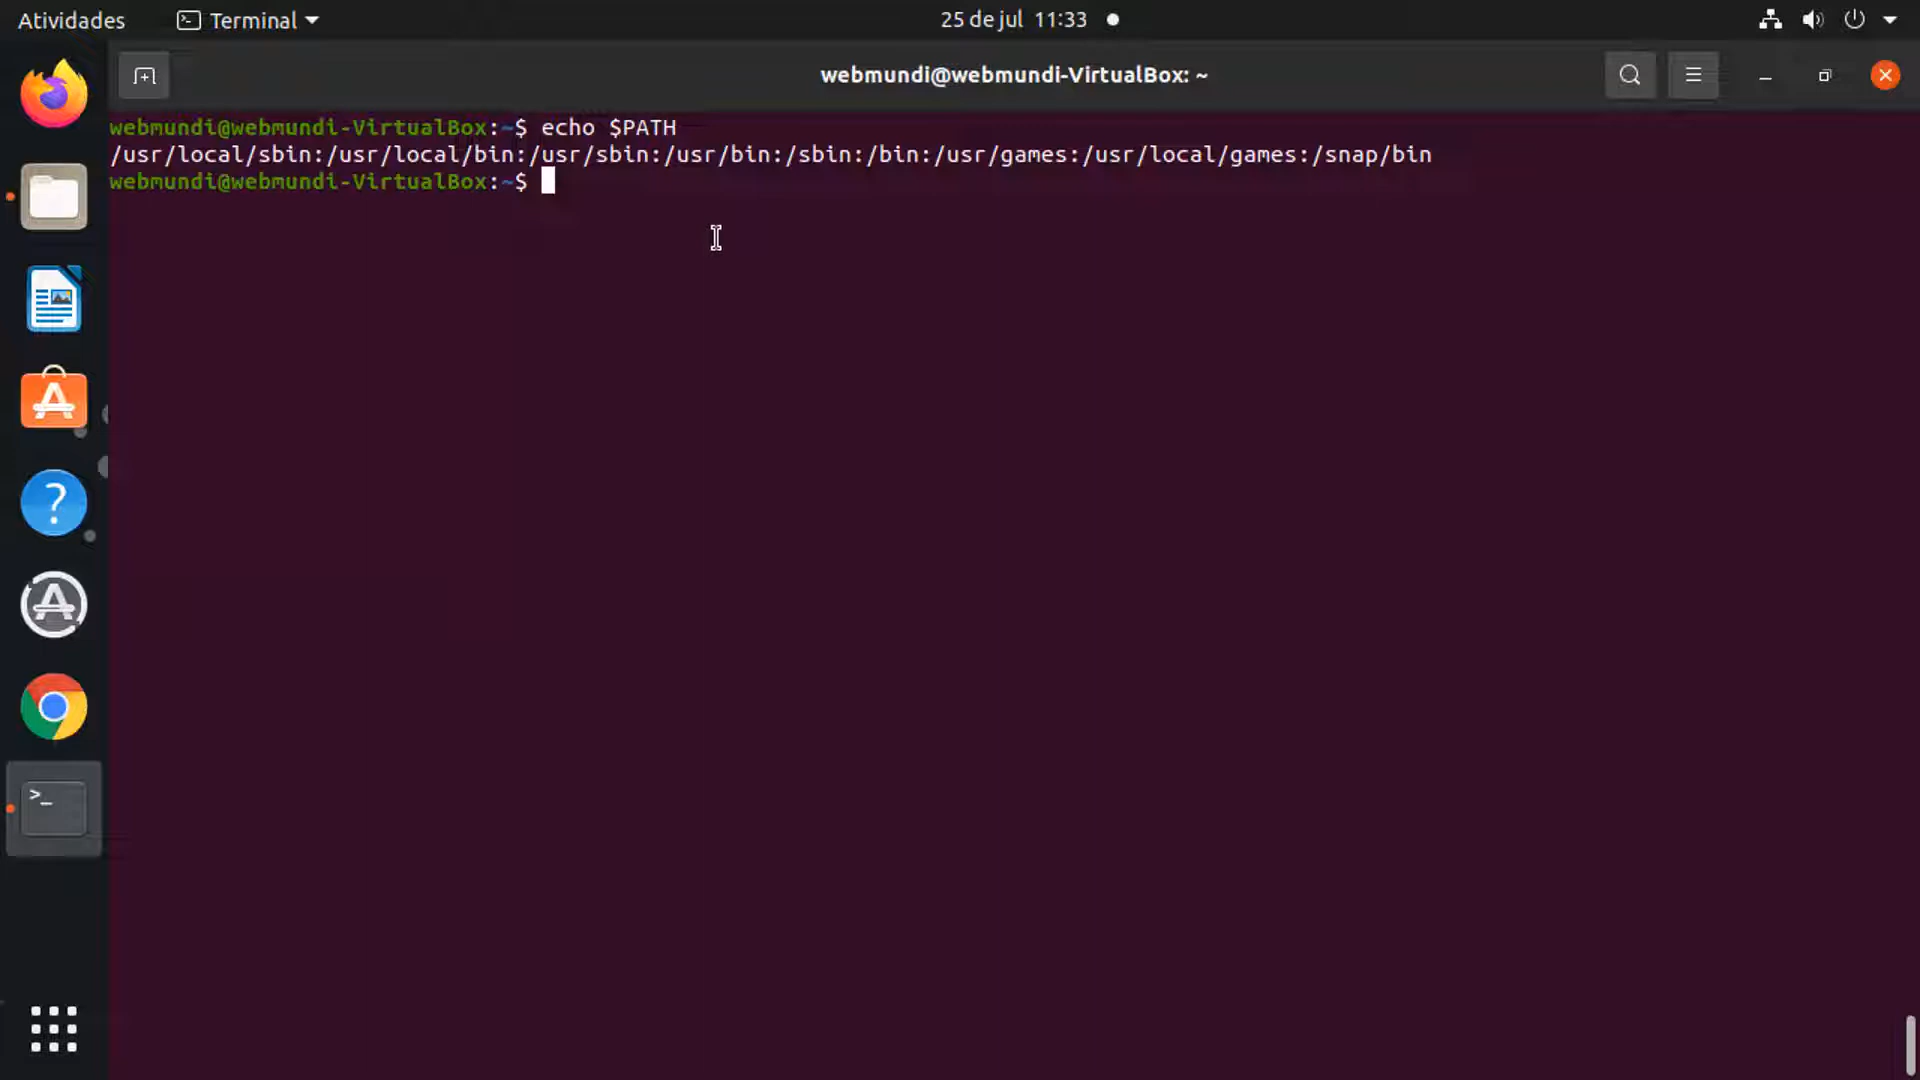 Atividades
Terminal
25 de jul 11:33
webmundi@webmundi-VirtualBox: ~
webmundi@webmundi-VirtualBox:~$ echo $PATH
/usr/local/sbin:/usr/local/bin:/usr/sbin:/usr/bin:/sbin:/bin:/usr/games:/usr/local/games:/snap/bin
webmundi@webmundi-VirtualBox:~$